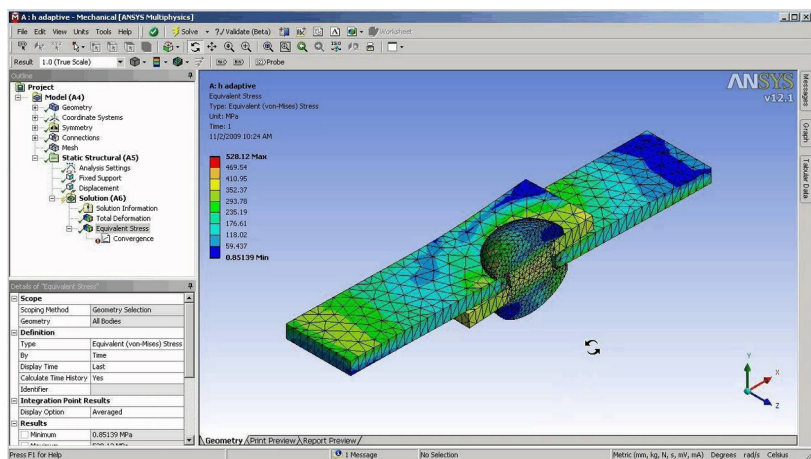 A : h adaptive - Mechanical [ANSYS Multiphysics]
File Edit View Units Tools Help Solve ?/Validate (Beta) Worksheet
Result 1.0 (True Scale) Probe
Outline
Project
Model (A4)
Geometry
Coordinate Systems
Symmetry
Connections
Mesh
Static Structural (A5)
Analysis Settings
Fixed Support
Displacement
Solution (A6)
Solution Information
Total Deformation
Equivalent Stress
Convergence
Details of "Equivalent Stress"
Scope
Scoping Method Geometry Selection
Geometry All Bodies
Definition
Type Equivalent (von-Mises) Stress
By Time
Display Time Last
Calculate Time History Yes
Identifier
Integration Point Results
Display Option Averaged
Results
Minimum 0.85139 MPa
A: h adaptive
Equivalent Stress
Type: Equivalent (von-Mises) Stress
Unit: MPa
Time: 1
11/2/2009 10:24 AM
528.12 Max
469.54
410.95
352.37
293.78
235.19
176.61
118.02
59.437
0.85139 Min
ANSYS
v12.1
Y
X
Z
Messages
Graph
Tabular Data
Geometry Print Preview Report Preview
Press F1 for Help 1 Message No Selection Metric (mm, kg, N, s, mV, mA) Degrees rad/s Celsius